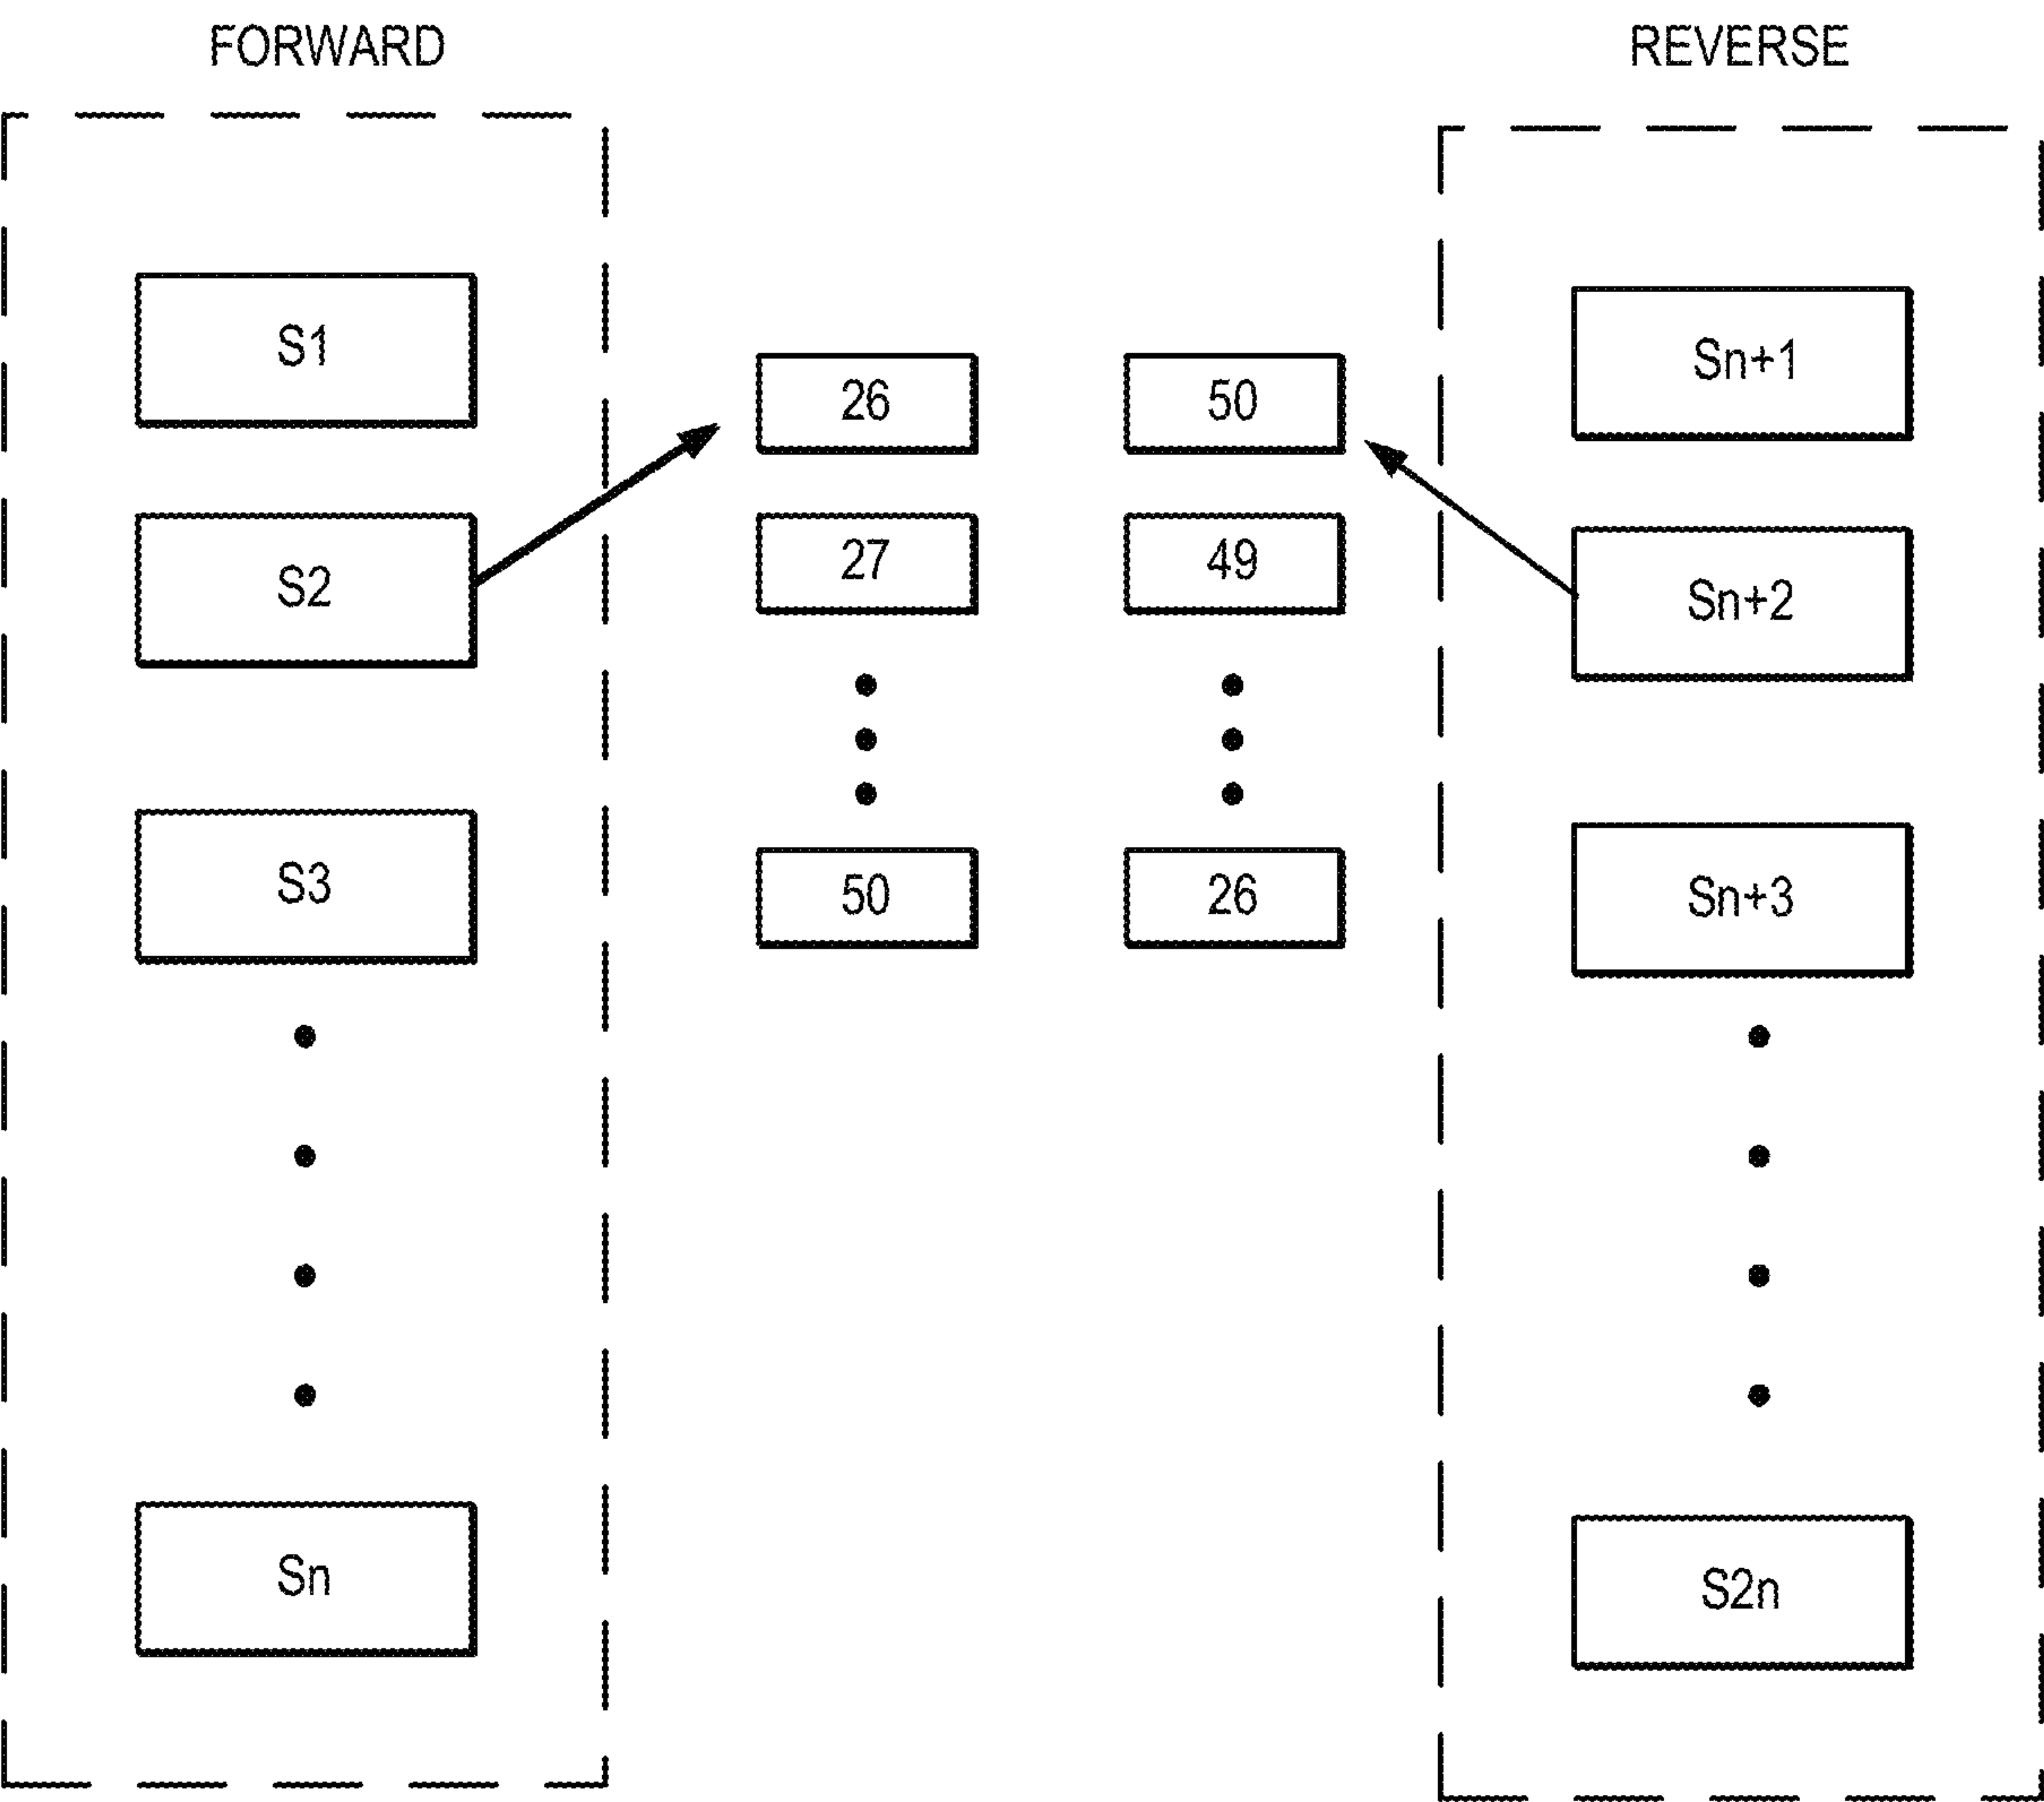 FORWARD
REVERSE
S1
S2
S3
Sn
26
27
50
50
49
26
Sn+1
Sn+2
Sn+3
S2n